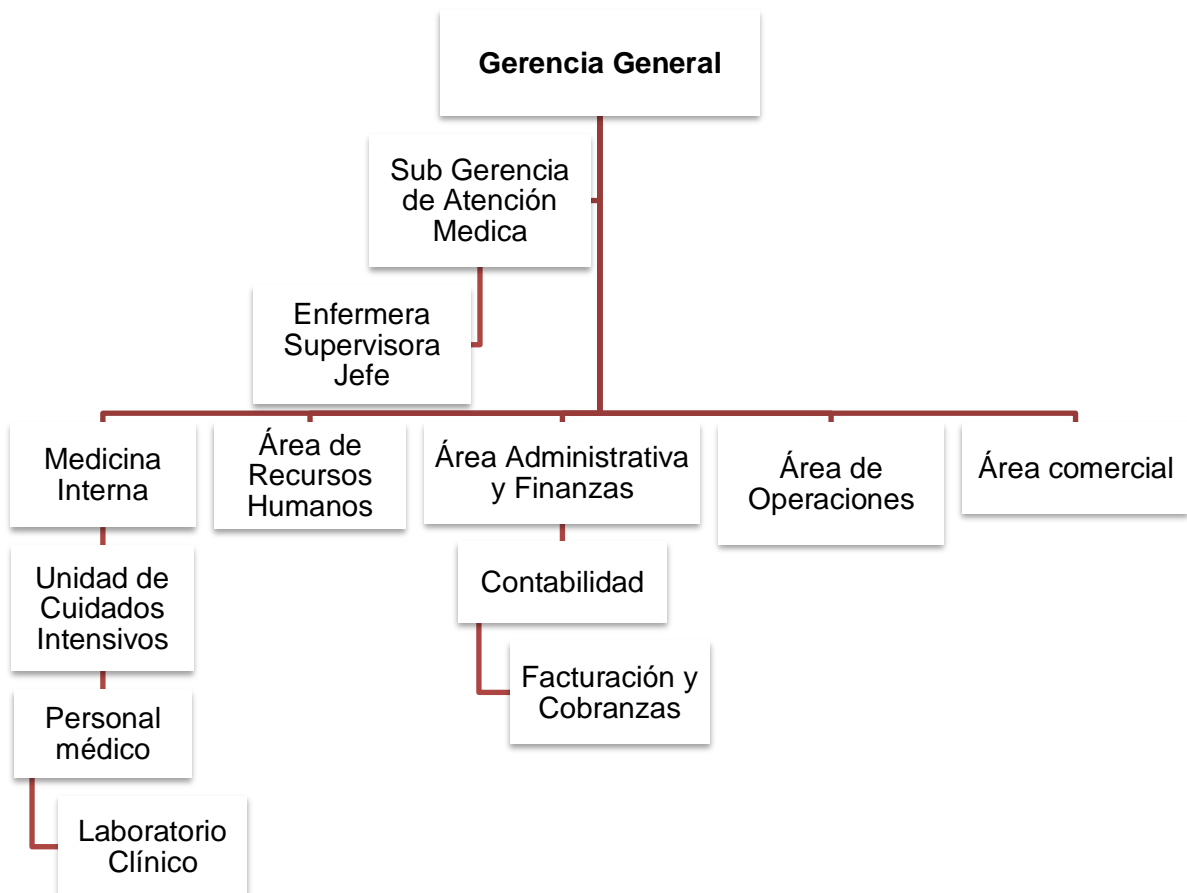 Gerencia General
Sub Gerencia
de Atención
Medica
Enfermera
Supervisora
Jefe
Medicina
Interna
Área de
Recursos
Humanos
Área Administrativa
y Finanzas
Área de
Operaciones
Área comercial
Unidad de
Cuidados
Intensivos
Contabilidad
Personal
médico
Facturación y
Cobranzas
Laboratorio
Clínico